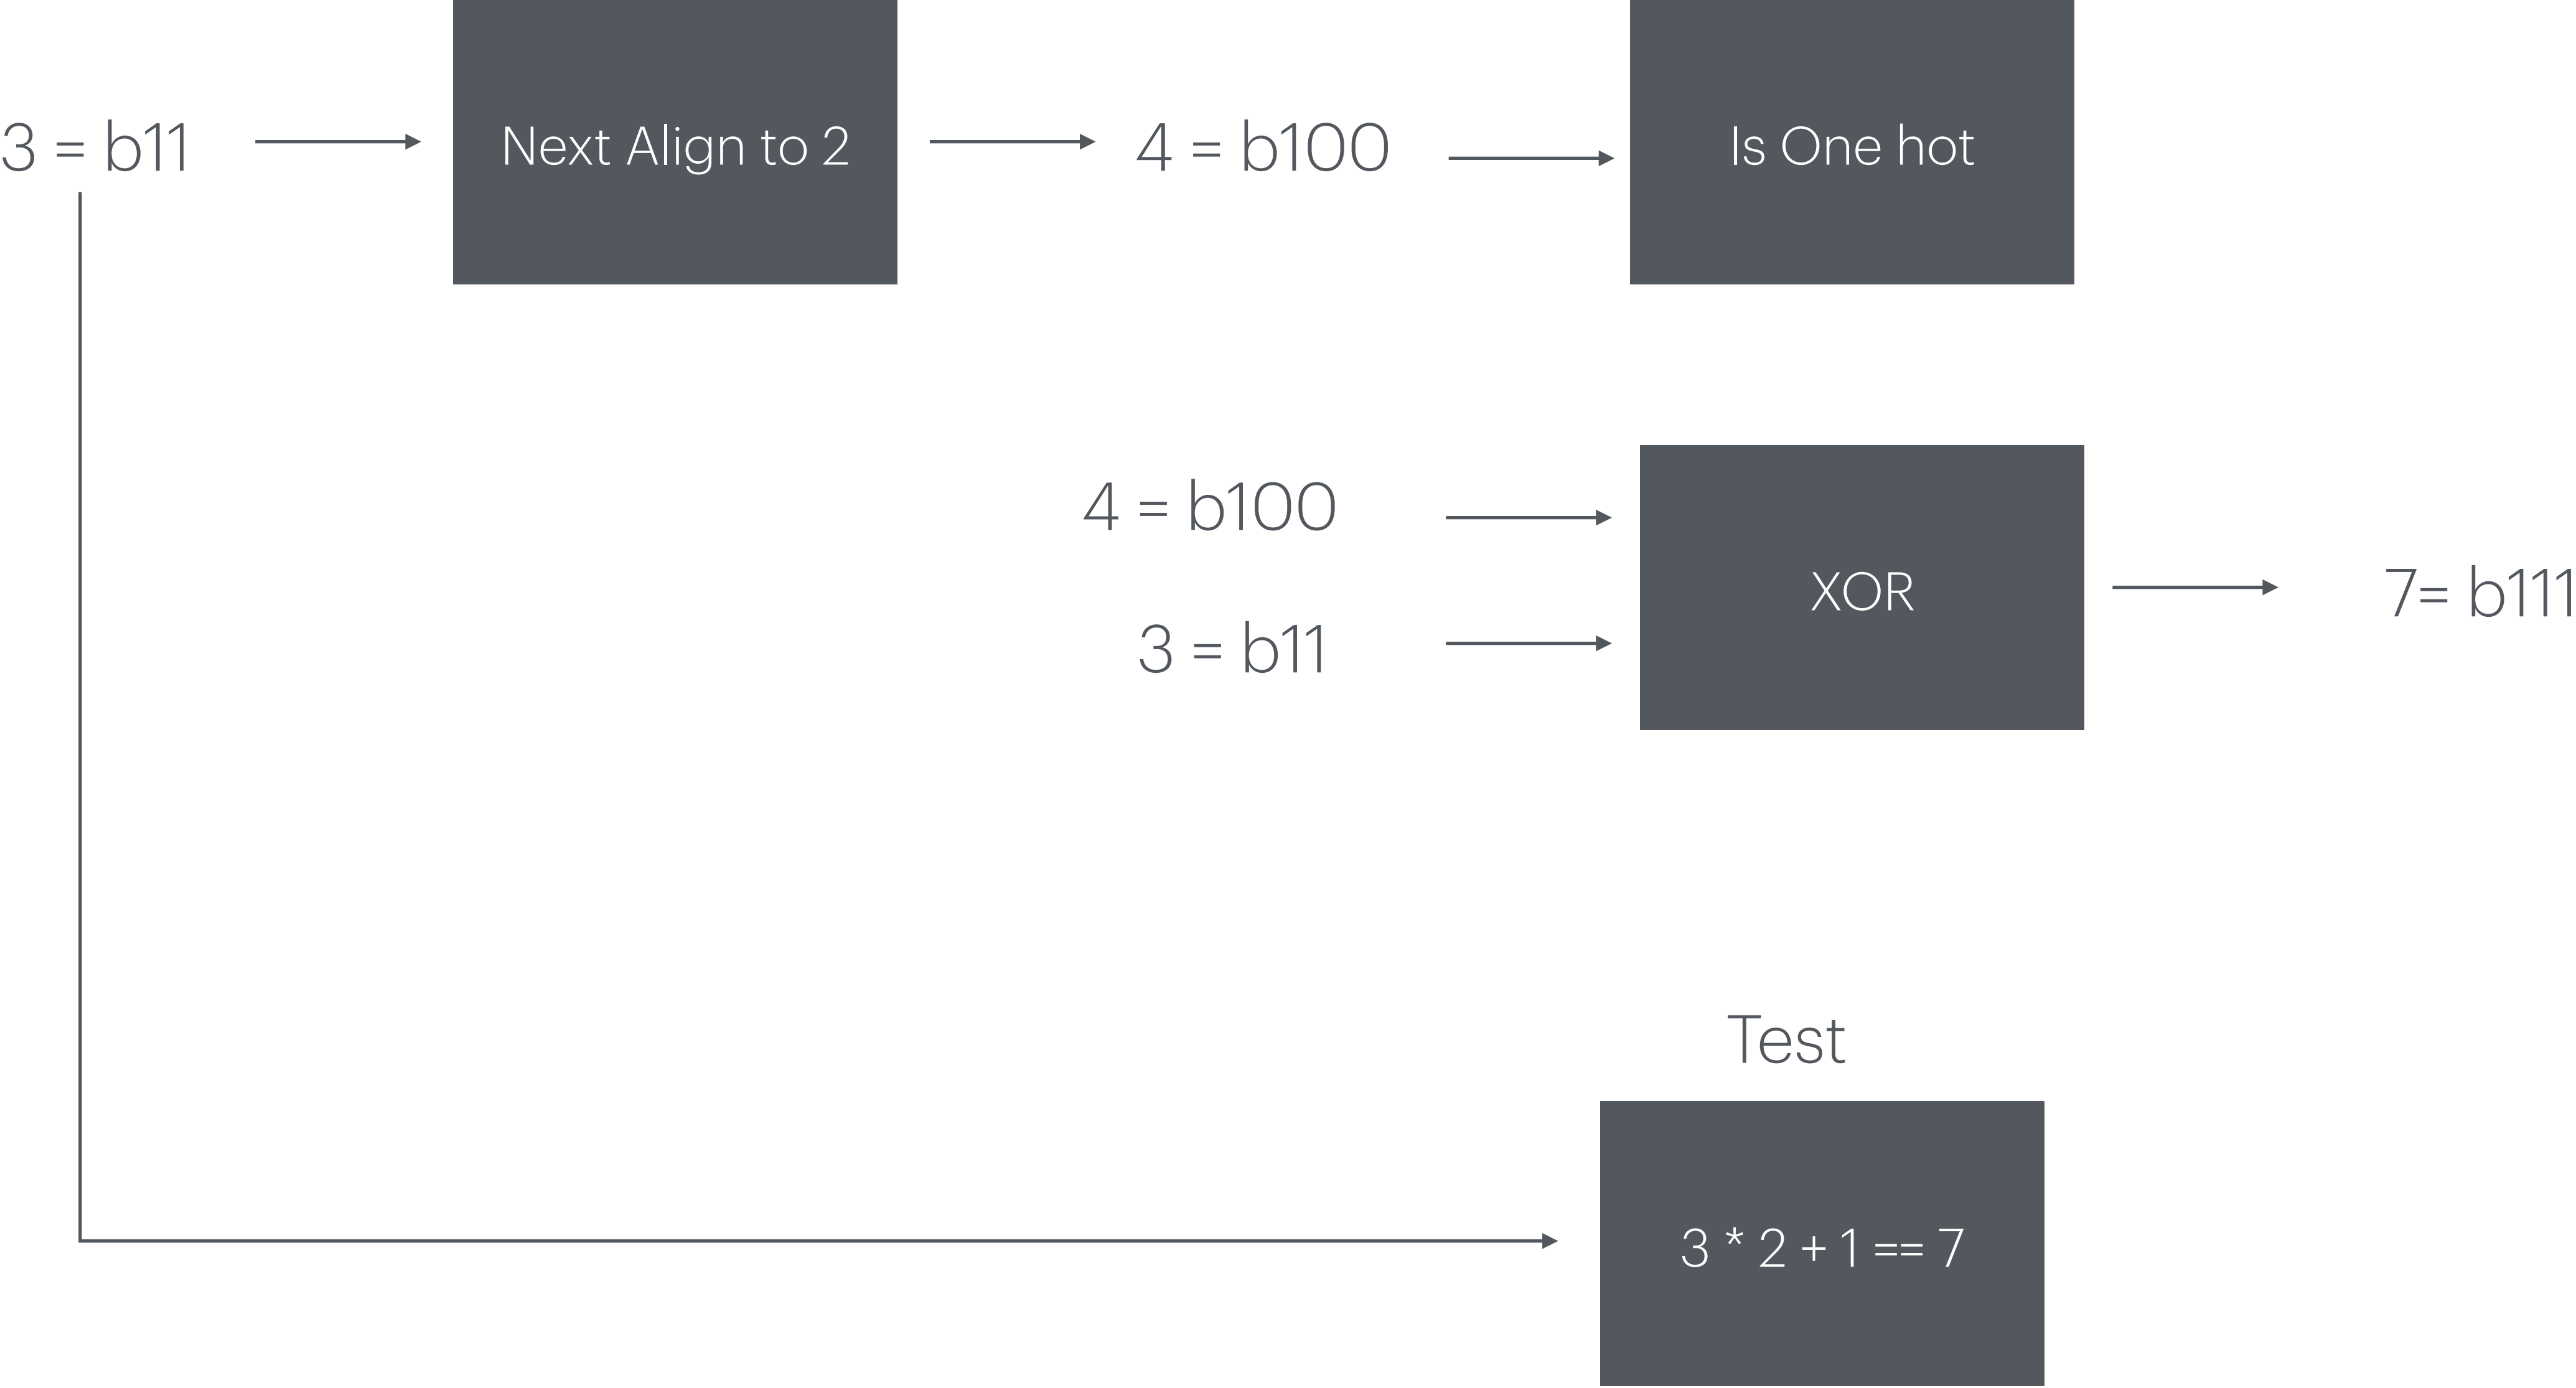 3 = b11
Next Align to 2
4 = b100
Is One hot
4 = b100
3 = b11
XOR
7= b111
Test
3 * 2 + 1 == 7